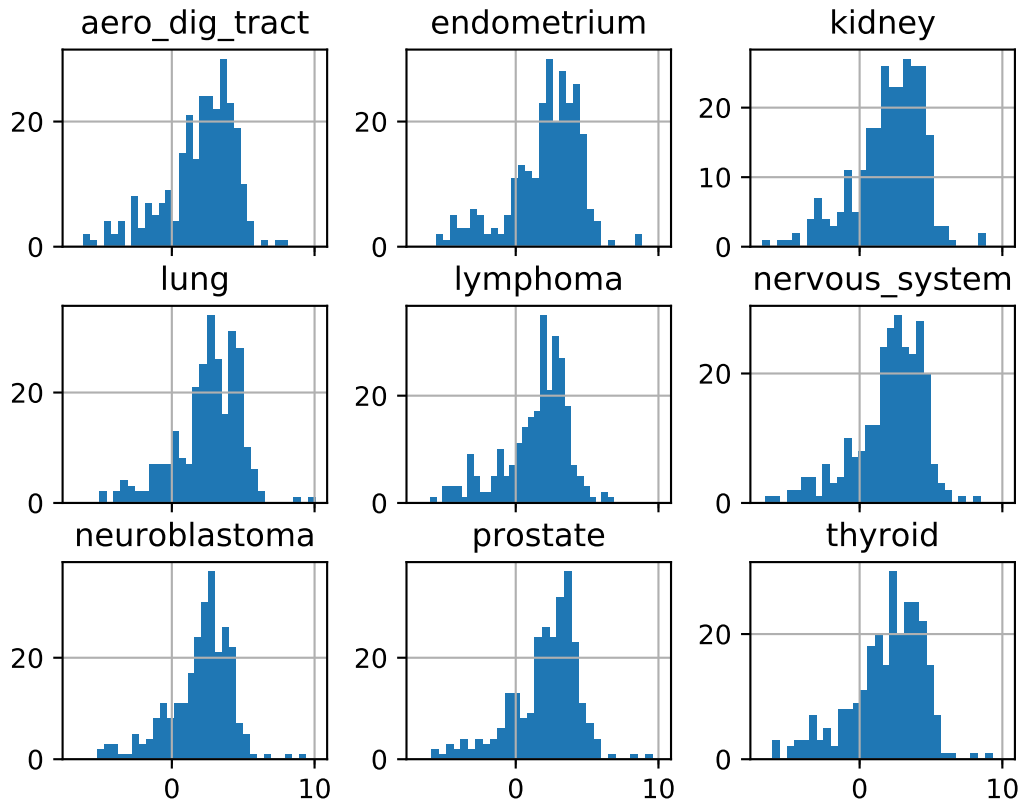 aero_dig_tract endometrium kidney
20 20 20
10
0 0 0
lung lymphoma nervous_system
20 20 20
0 0 0
neuroblastoma prostate thyroid
20 20 20
0 0 0
0 10 0 10 0 10